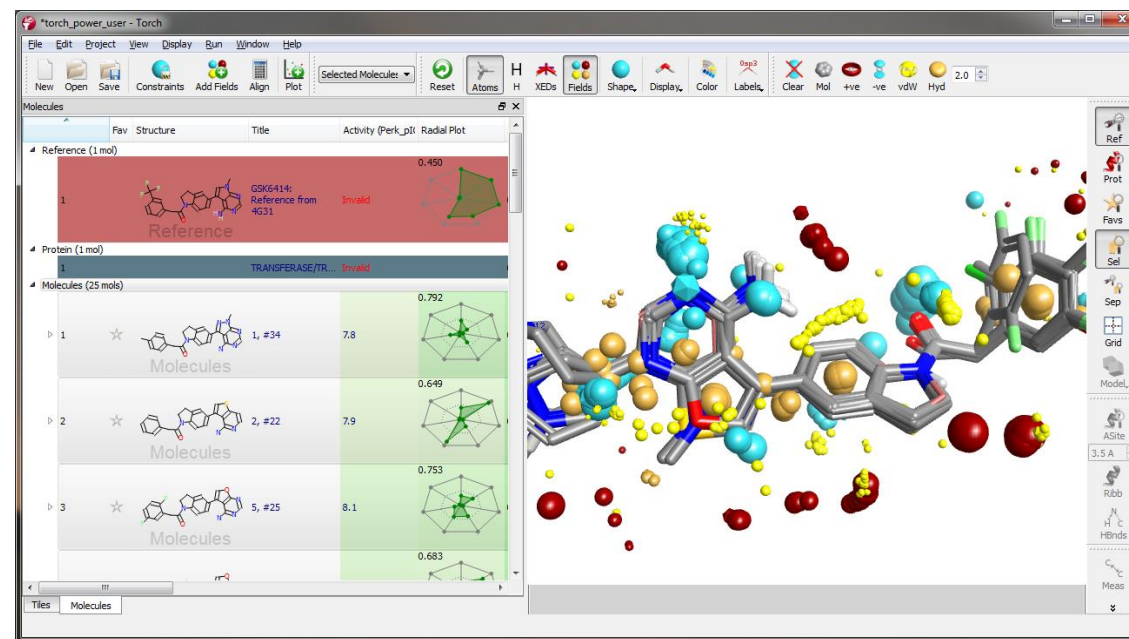 *torch_power_user - Torch
File Edit Project View Display Run Window Help
New Open Save Constraints Add Fields Align Plot Selected Molecules Reset Atoms H H XEDs Fields Shape Display Color 0sp3 Labels Clear Mol +ve -ve vdW Hyd 2.0
Molecules
Fav Structure Title Activity (Perk_pI Radial Plot
Reference (1 mol)
0.450
1 GSK6414: Reference from 4G31 Invalid
Reference
Protein (1 mol)
1 TRANSFERASE/TR... Invalid
Molecules (25 mols)
0.792
1 1, #34 7.8
Molecules
0.649
2 2, #22 7.9
Molecules
0.753
3 5, #25 8.1
Molecules
0.683
Tiles Molecules
Ref
Prot
Favs
Sel
Sep
Grid
Model
ASite
3.5 A
Ribb
N
H C
HBnds
C C C
Meas